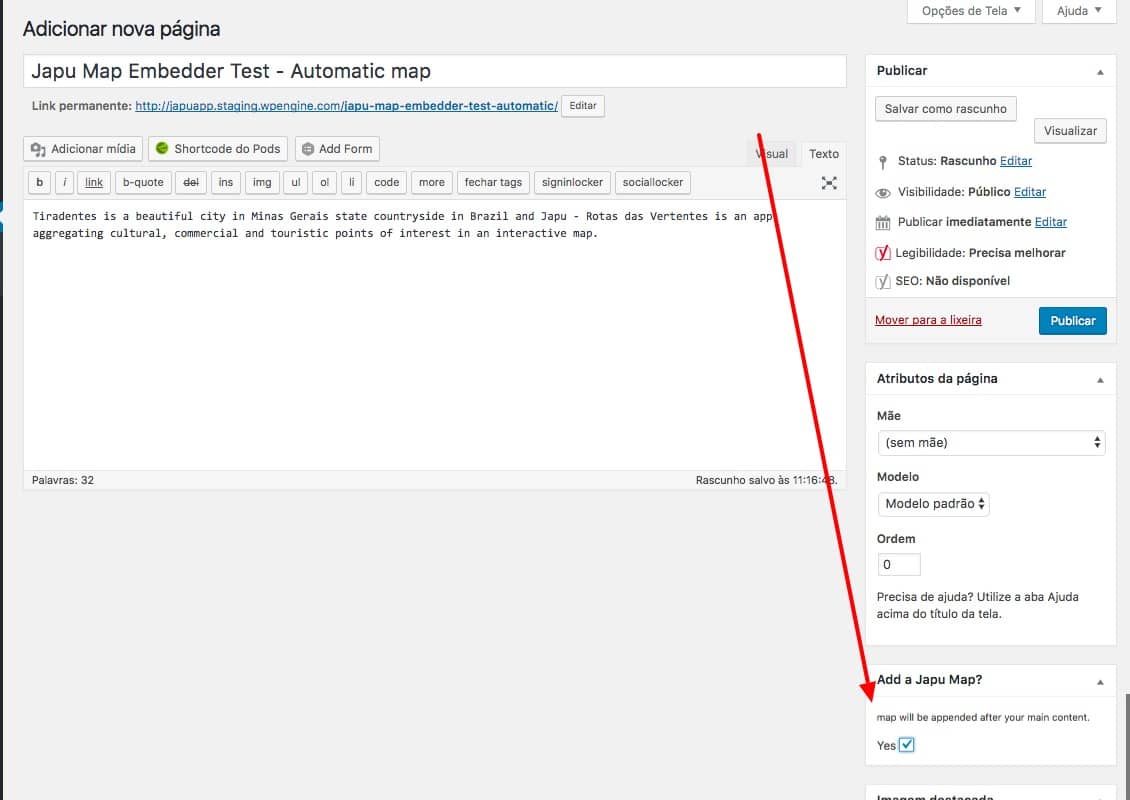 Opções de Tela
Ajuda
Adicionar nova página
Japu Map Embedder Test - Automatic map
Link permanente: http://japuapp.staging.wpengine.com/japu-map-embedder-test-automatic/ Editar
Adicionar mídia
Shortcode do Pods
Add Form
Visual
Texto
b
i
link
b-quote
del
ins
img
ul
ol
li
code
more
fechar tags
signinlocker
sociallocker
Tiradentes is a beautiful city in Minas Gerais state countryside in Brazil and Japu - Rotas das Vertentes is an app
aggregating cultural, commercial and touristic points of interest in an interactive map.
Palavras: 32
Rascunho salvo às 11:16:48.
Publicar
Salvar como rascunho
Visualizar
Status: Rascunho Editar
Visibilidade: Público Editar
Publicar imediatamente Editar
Legibilidade: Precisa melhorar
SEO: Não disponível
Mover para a lixeira
Publicar
Atributos da página
Mãe
(sem mãe)
Modelo
Modelo padrão
Ordem
0
Precisa de ajuda? Utilize a aba Ajuda
acima do título da tela.
Add a Japu Map?
map will be appended after your main content.
Yes
Imagem destacada